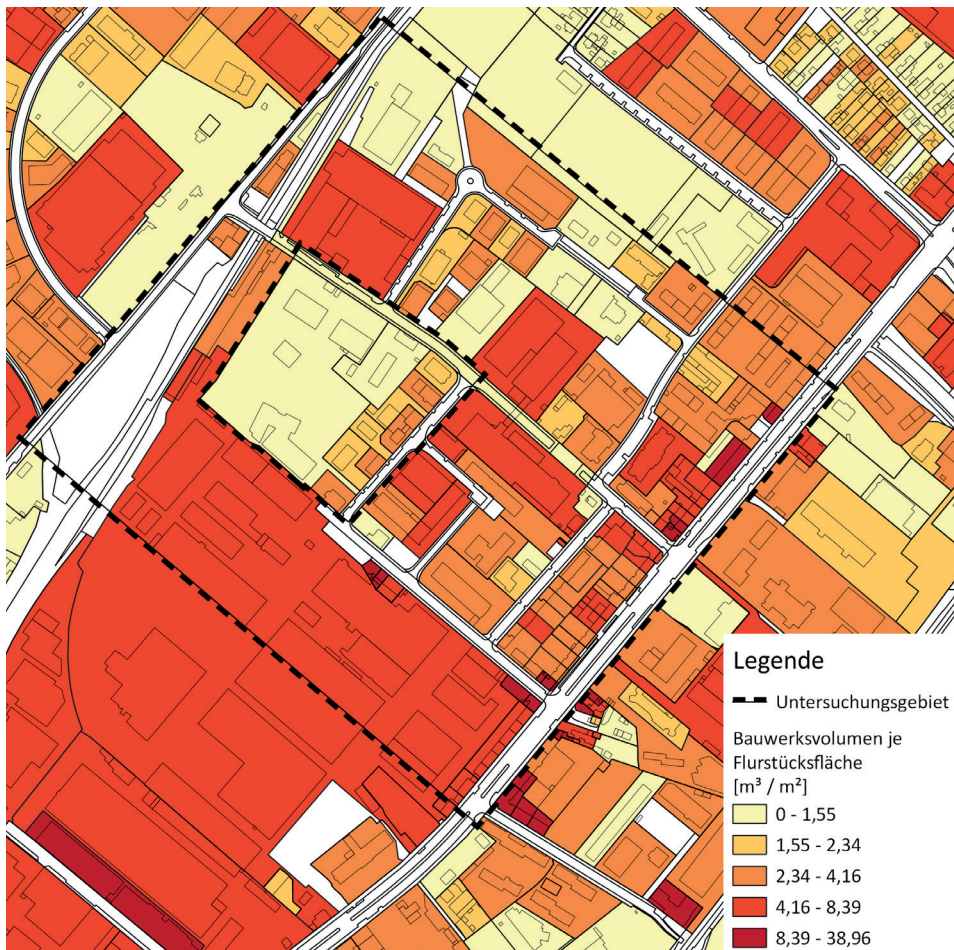 Legende
Untersuchungsgebiet
Bauwerksvolumen je
Flurstücksfläche
[m³ / m²]
0 - 1,55
1,55 - 2,34
2,34 - 4,16
4,16 - 8,39
8,39 - 38,96